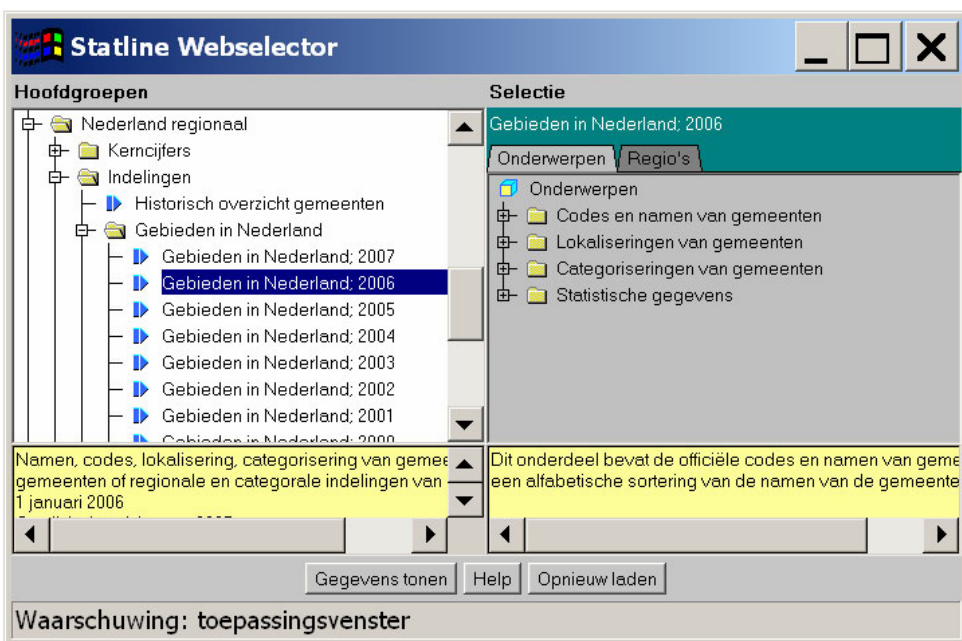 Statline Webselector
Hoofdgroepen
Nederland regionaal
Kerncijfers
Indelingen
Historisch overzicht gemeenten
Gebieden in Nederland
Gebieden in Nederland; 2007
Gebieden in Nederland; 2006
Gebieden in Nederland; 2005
Gebieden in Nederland; 2004
Gebieden in Nederland; 2003
Gebieden in Nederland; 2002
Gebieden in Nederland; 2001
Gebieden in Nederland; 2000
Namen, codes, lokalisering, categorisering van gemee
gemeenten of regionale en categorale indelingen van
1 januari 2006
Selectie
Gebieden in Nederland; 2006
Onderwerpen Regio's
Onderwerpen
Codes en namen van gemeenten
Lokaliseringen van gemeenten
Categoriseringen van gemeenten
Statistische gegevens
Dit onderdeel bevat de officiële codes en namen van geme
een alfabetische sortering van de namen van de gemeente
Gegevens tonen Help Opnieuw laden
Waarschuwing: toepassingsvenster